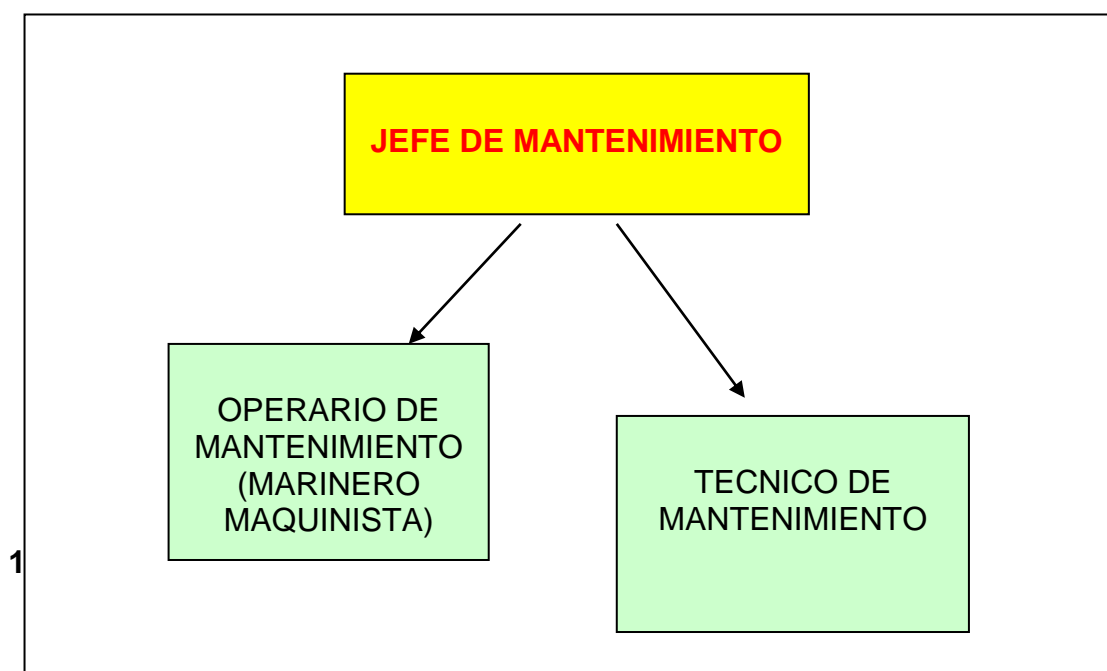 JEFE DE MANTENIMIENTO
OPERARIO DE
MANTENIMIENTO
(MARINERO
MAQUINISTA)
TECNICO DE
MANTENIMIENTO
1